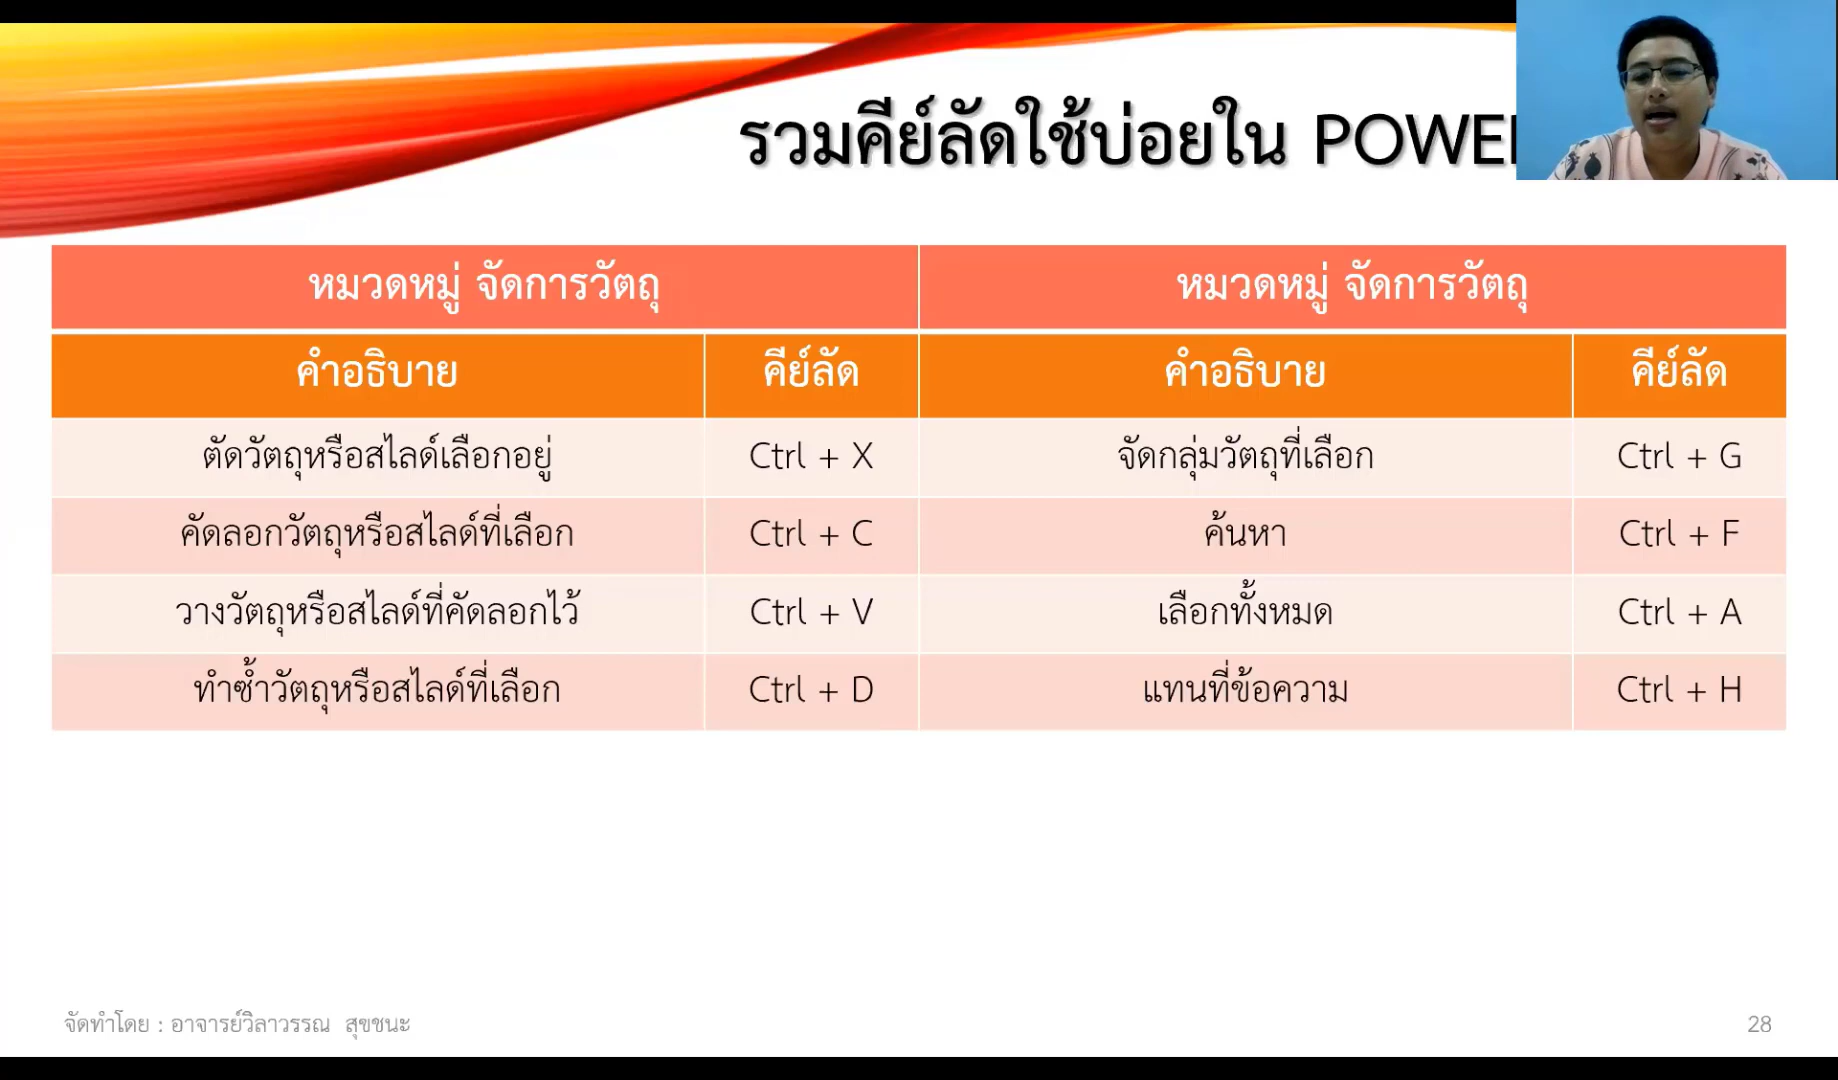 รวมคีย์ลัดใช้บ่อยใน
หมวดหมู่ จัดการวัตถุ หมวดหมู่ จัดการวัตถุ
คำอธิบาย คีย์ลัด คำอธิบาย คีย์ลัด
ตัดวัตถุหรือสไลด์เลือกอยู่ Ctrl + X จัดกลุ่มวัตถุที่เลือก Ctrl + G
คัดลอกวัตถุหรือสไลด์ที่เลือก Ctrl + C ค้นหา Ctrl + F
วางวัตถุหรือสไลด์ที่คัดลอกไว้ Ctrl + V เลือกทั้งหมด Ctrl + A
ทำซ้ำวัตถุหรือสไลด์ที่เลือก Ctrl + D แทนที่ข้อความ Ctrl + H
จัดทำโดย : อาจารย์วิลาวรรณ สุขชนะ 28